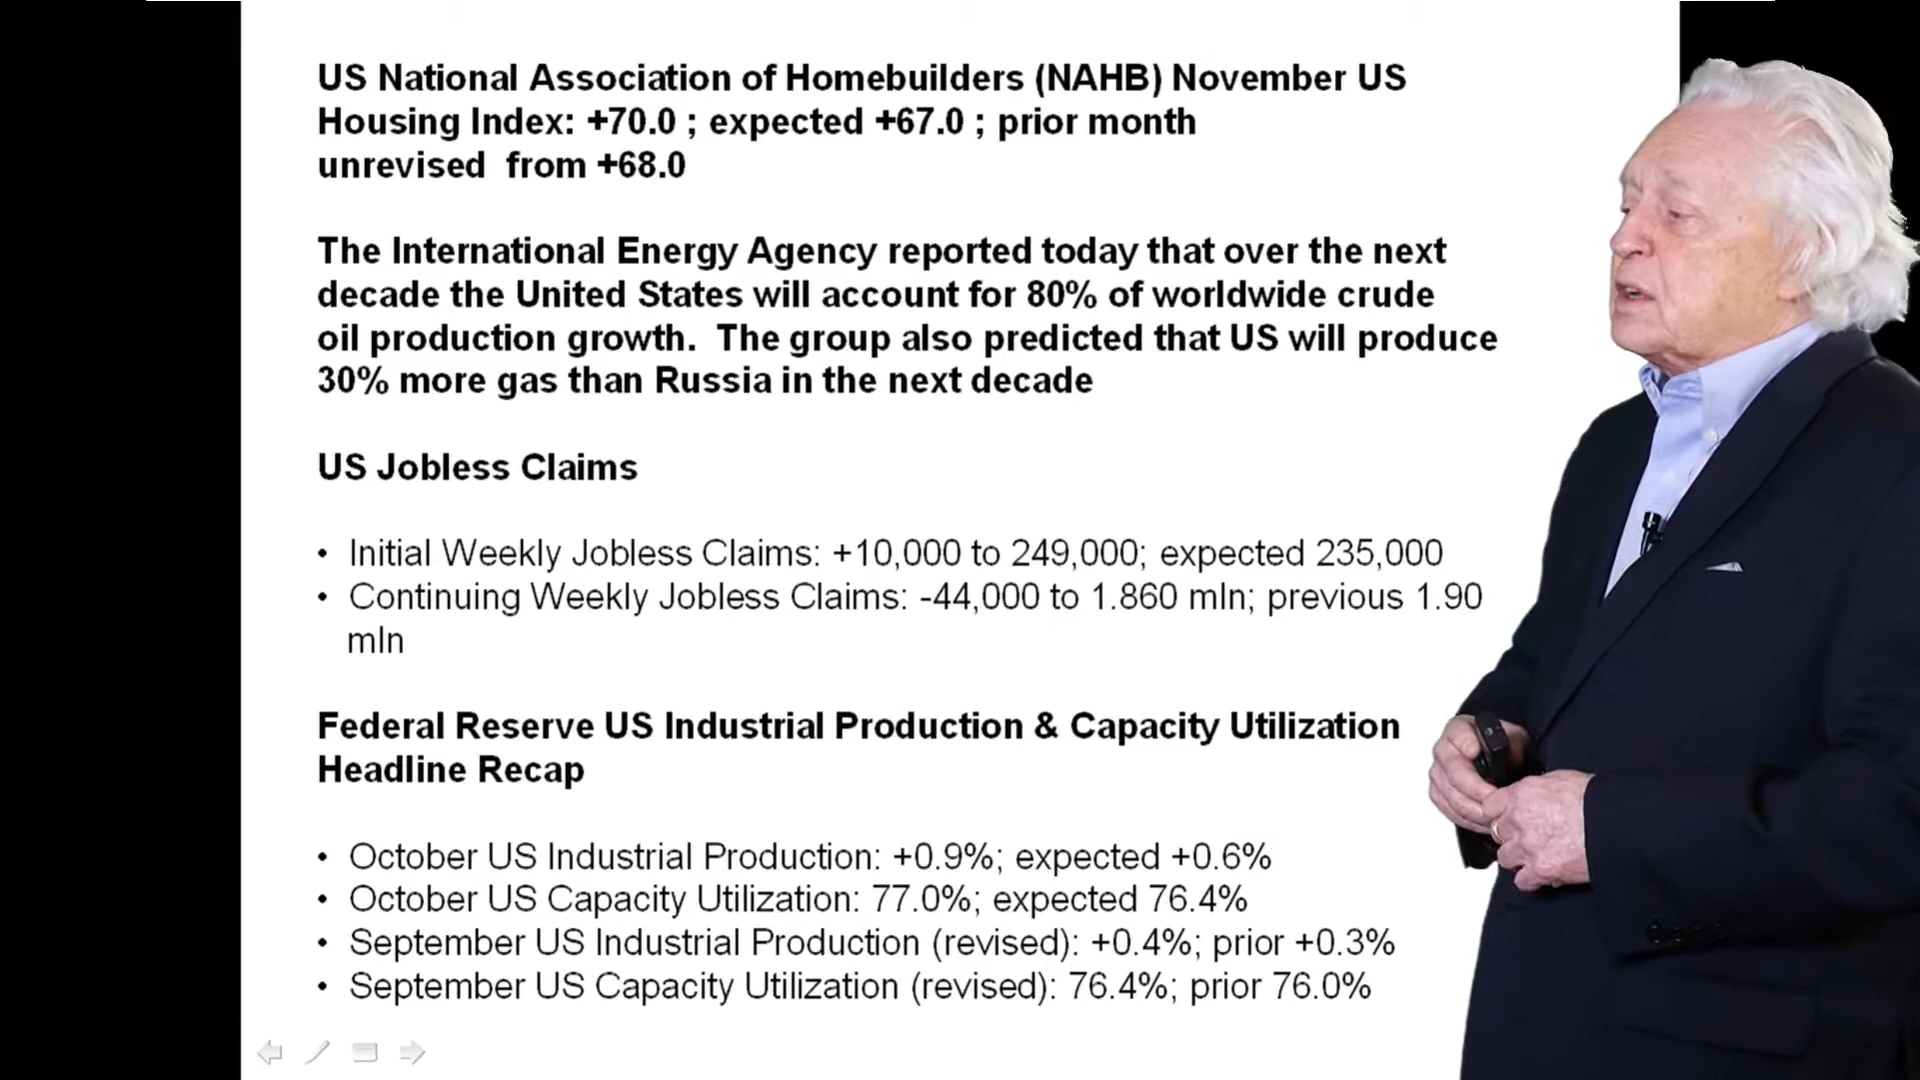 US National Association of Homebuilders (NAHB) November US
Housing Index: +70.0 ; expected +67.0 ; prior month
unrevised from +68.0
The International Energy Agency reported today that over the next
decade the United States will account for 80% of worldwide crude
oil production growth. The group also predicted that US will produce
30% more gas than Russia in the next decade
US Jobless Claims
• Initial Weekly Jobless Claims: +10,000 to 249,000; expected 235,000
• Continuing Weekly Jobless Claims: -44,000 to 1.860 mln; previous 1.90
mln
Federal Reserve US Industrial Production & Capacity Utilization
Headline Recap
• October US Industrial Production: +0.9%; expected +0.6%
• October US Capacity Utilization: 77.0%; expected 76.4%
• September US Industrial Production (revised): +0.4%; prior +0.3%
• September US Capacity Utilization (revised): 76.4%; prior 76.0%